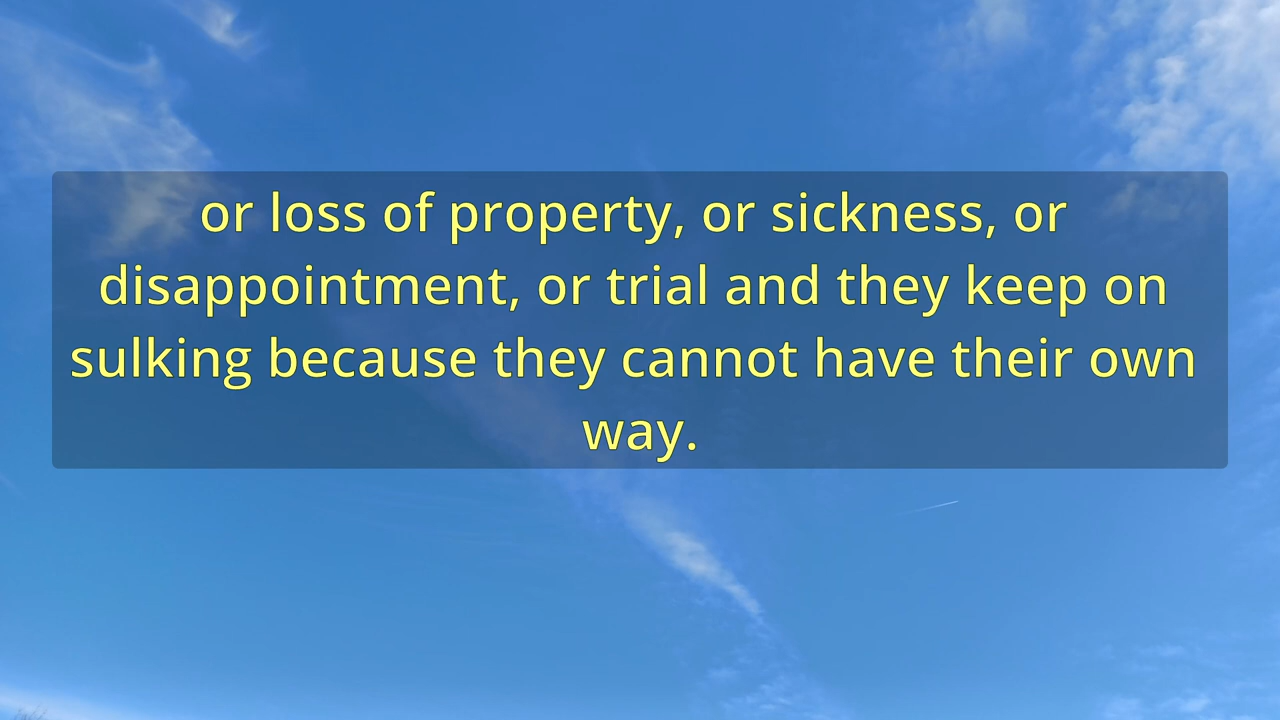 or loss of property, or sickness, or
disappointment, or trial and they keep on
sulking because they cannot have their own
way.